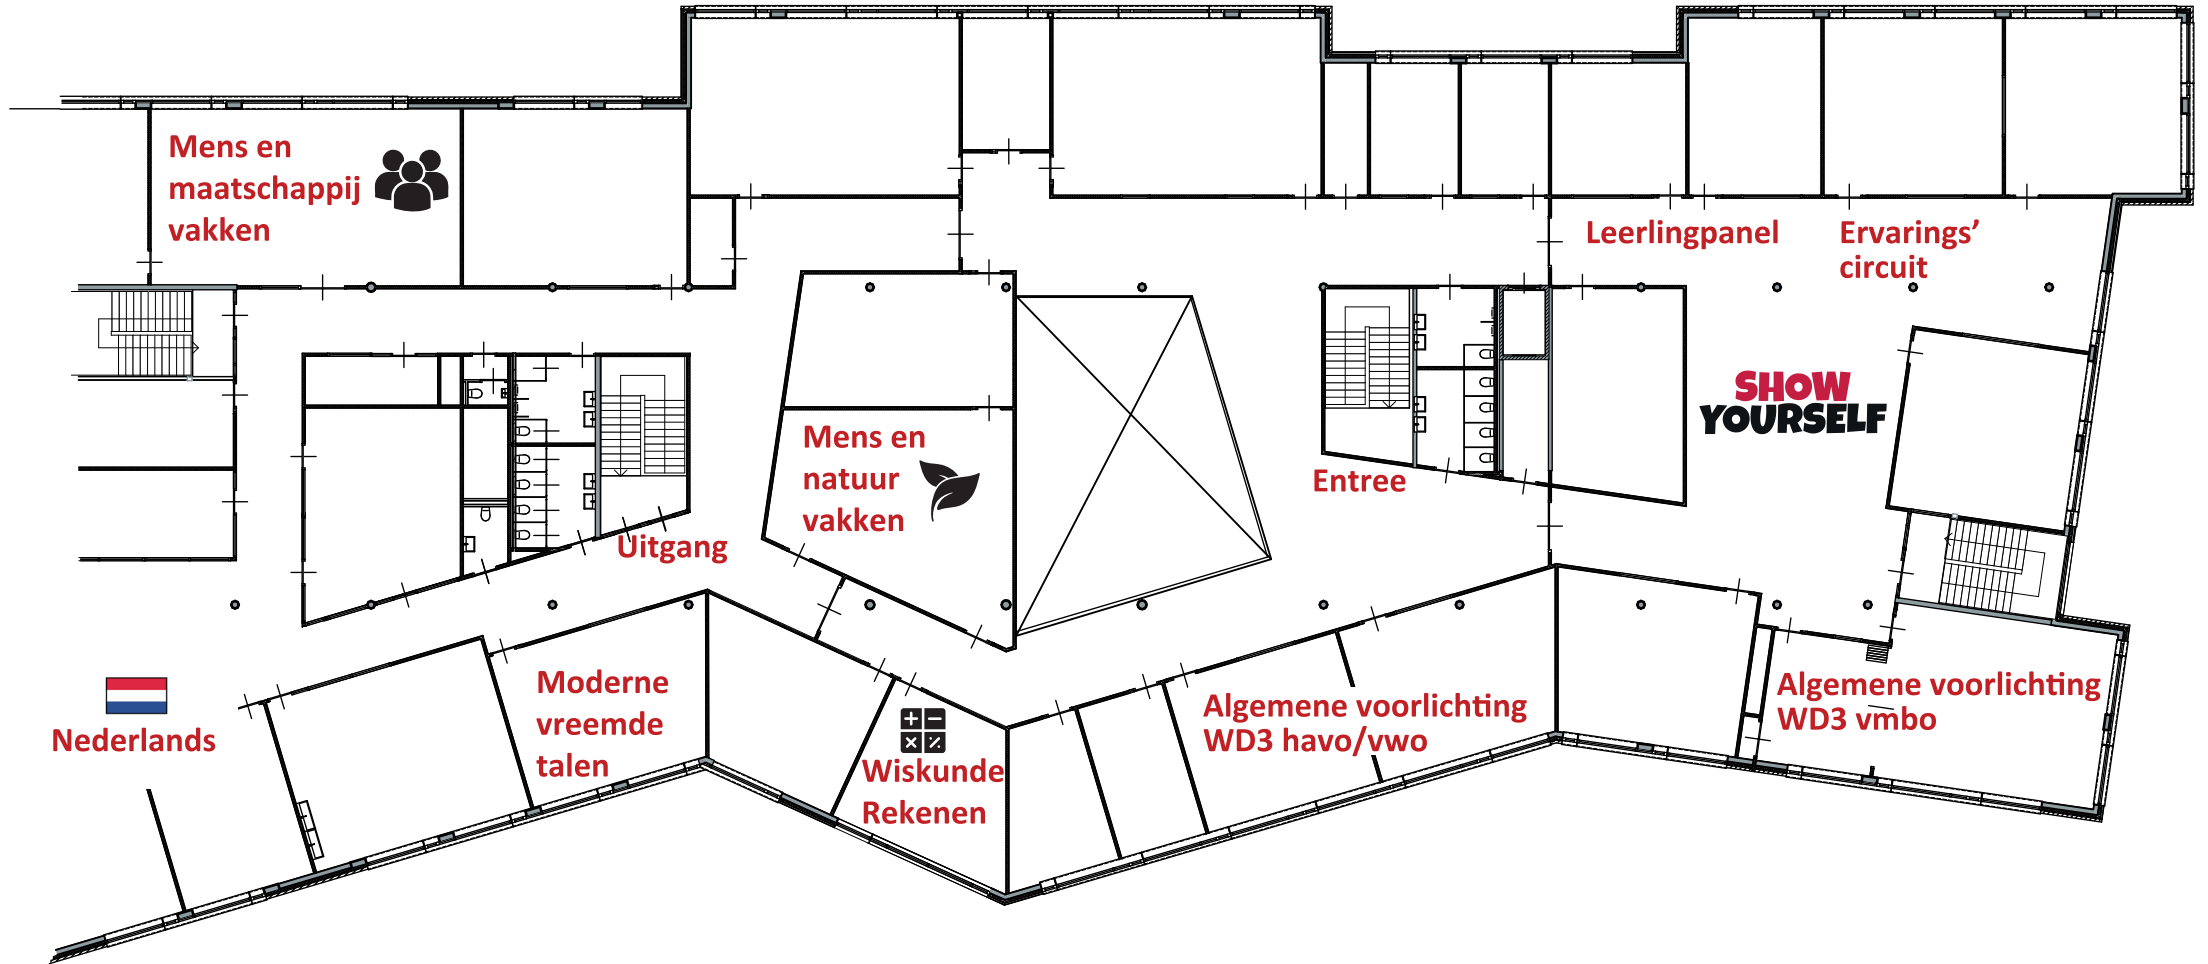 Mens en
maatschappij
vakken
Leerlingpanel
Ervarings’
circuit
SHOW
YOURSELF
Mens en
natuur
vakken
Entree
Uitgang
Nederlands
Moderne
vreemde
talen
Wiskunde
Rekenen
Algemene voorlichting
WD3 havo/vwo
Algemene voorlichting
WD3 vmbo